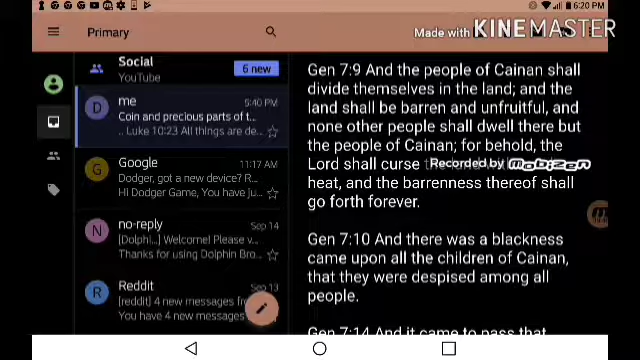 6:20 PM
Primary
Made with KINEMASTER
Social
YouTube
6 new
D
me
5:40 PM
Coin and precious parts of t...
.. Luke 10:23 All things are de...
G
Google
11:17 AM
Dodger, got a new device? R...
Hi Dodger Game, You have ju...
N
no-reply
Sep 14
[Dolph!...] Welcome! Please v...
Thanks for using Dolphin Bro...
R
Reddit
Sep 13
[reddit] 4 new messages fr
You have 4 new messages
Gen 7:9 And the people of Cainan shall
divide themselves in the land; and the
land shall be barren and unfruitful, and
none other people shall dwell there but
the people of Cainan; for behold, the
Lord shall curse the land
Recorded by mobizen
heat, and the barrenness thereof shall
go forth forever.
Gen 7:10 And there was a blackness
came upon all the children of Cainan,
that they were despised among all
people.
Gen 7:14 And it came to pass that